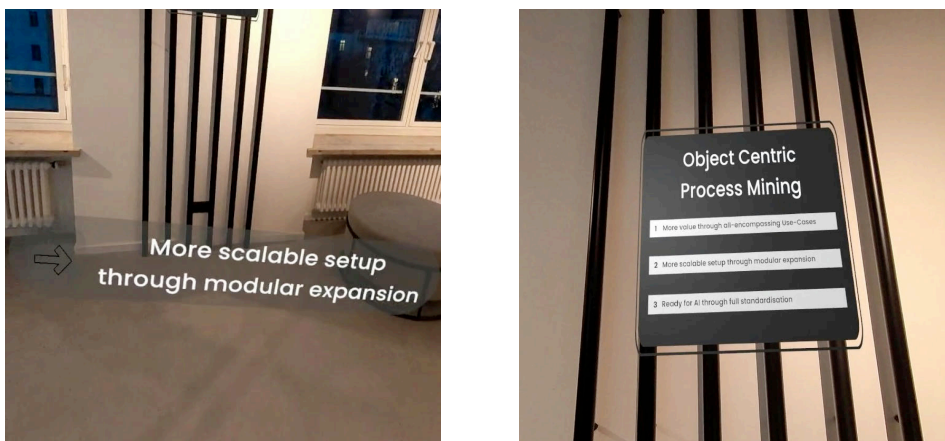 More scalable setup
through modular expansion
Object Centric
Process Mining
1 More value through all-encompassing Use-Cases
2 More scalable setup through modular expansion
3 Ready for AI through full standardisation